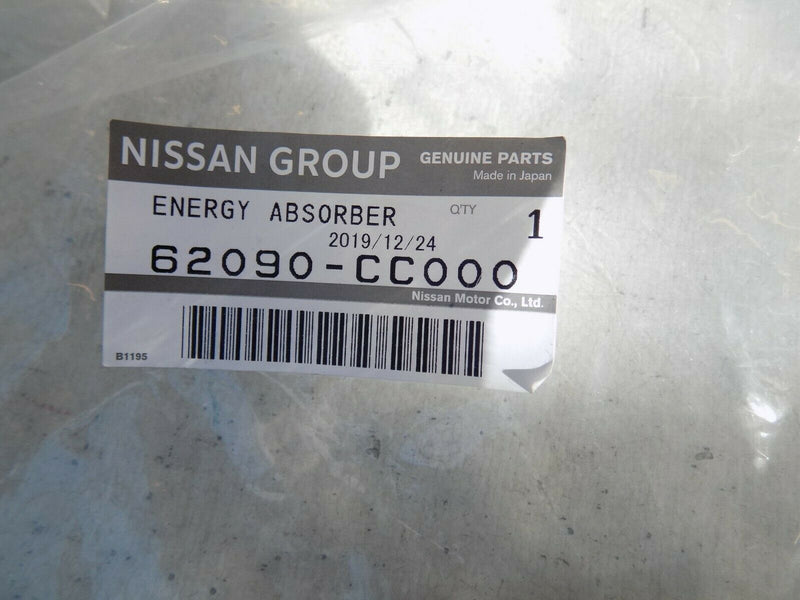 NISSAN GROUP GENUINE PARTS
Made in Japan
ENERGY ABSORBER Q'TY 1
2019/12/24
62090-CC000
Nissan Motor Co., Ltd.
B1195